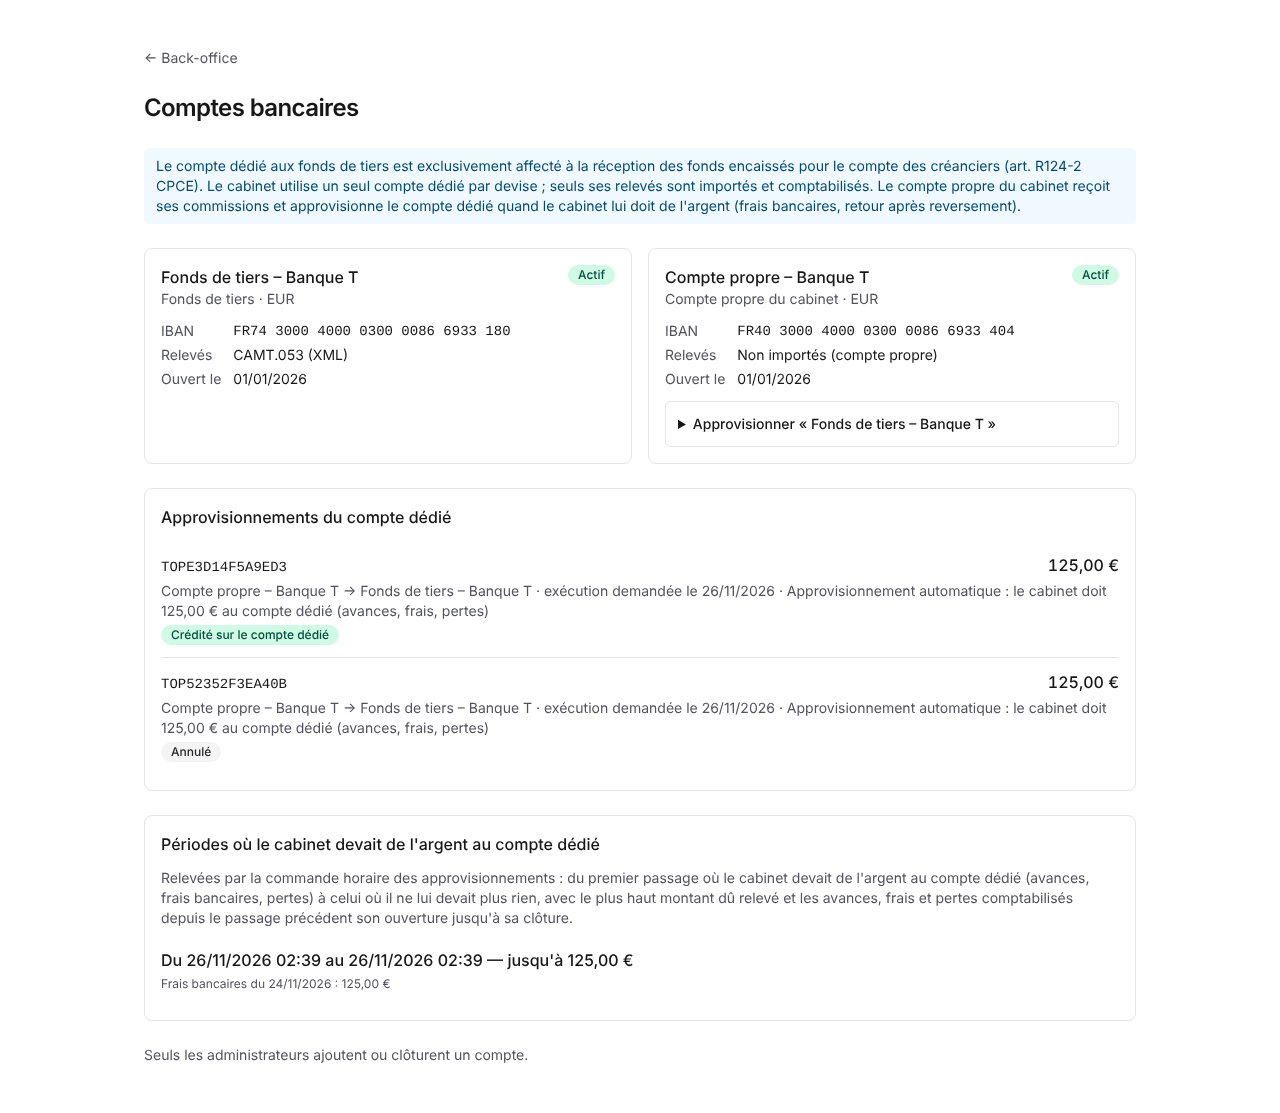 ← Back-office
Comptes bancaires
Le compte dédié aux fonds de tiers est exclusivement affecté à la réception des fonds encaissés pour le compte des créanciers (art. R124-2
CPCE). Le cabinet utilise un seul compte dédié par devise ; seuls ses relevés sont importés et comptabilisés. Le compte propre du cabinet reçoit
ses commissions et approvisionne le compte dédié quand le cabinet lui doit de l'argent (frais bancaires, retour après reversement).
Fonds de tiers – Banque T
Actif
Fonds de tiers · EUR
IBAN FR74 3000 4000 0300 0086 6933 180
Relevés CAMT.053 (XML)
Ouvert le 01/01/2026
Compte propre – Banque T
Actif
Compte propre du cabinet · EUR
IBAN FR40 3000 4000 0300 0086 6933 404
Relevés Non importés (compte propre)
Ouvert le 01/01/2026
▶ Approvisionner « Fonds de tiers – Banque T »
Approvisionnements du compte dédié
TOPE3D14F5A9ED3 125,00 €
Compte propre – Banque T → Fonds de tiers – Banque T · exécution demandée le 26/11/2026 · Approvisionnement automatique : le cabinet doit
125,00 € au compte dédié (avances, frais, pertes)
Crédité sur le compte dédié
TOP52352F3EA40B 125,00 €
Compte propre – Banque T → Fonds de tiers – Banque T · exécution demandée le 26/11/2026 · Approvisionnement automatique : le cabinet doit
125,00 € au compte dédié (avances, frais, pertes)
Annulé
Périodes où le cabinet devait de l'argent au compte dédié
Relevées par la commande horaire des approvisionnements : du premier passage où le cabinet devait de l'argent au compte dédié (avances,
frais bancaires, pertes) à celui où il ne lui devait plus rien, avec le plus haut montant dû relevé et les avances, frais et pertes comptabilisés
depuis le passage précédent son ouverture jusqu'à sa clôture.
Du 26/11/2026 02:39 au 26/11/2026 02:39 — jusqu'à 125,00 €
Frais bancaires du 24/11/2026 : 125,00 €
Seuls les administrateurs ajoutent ou clôturent un compte.